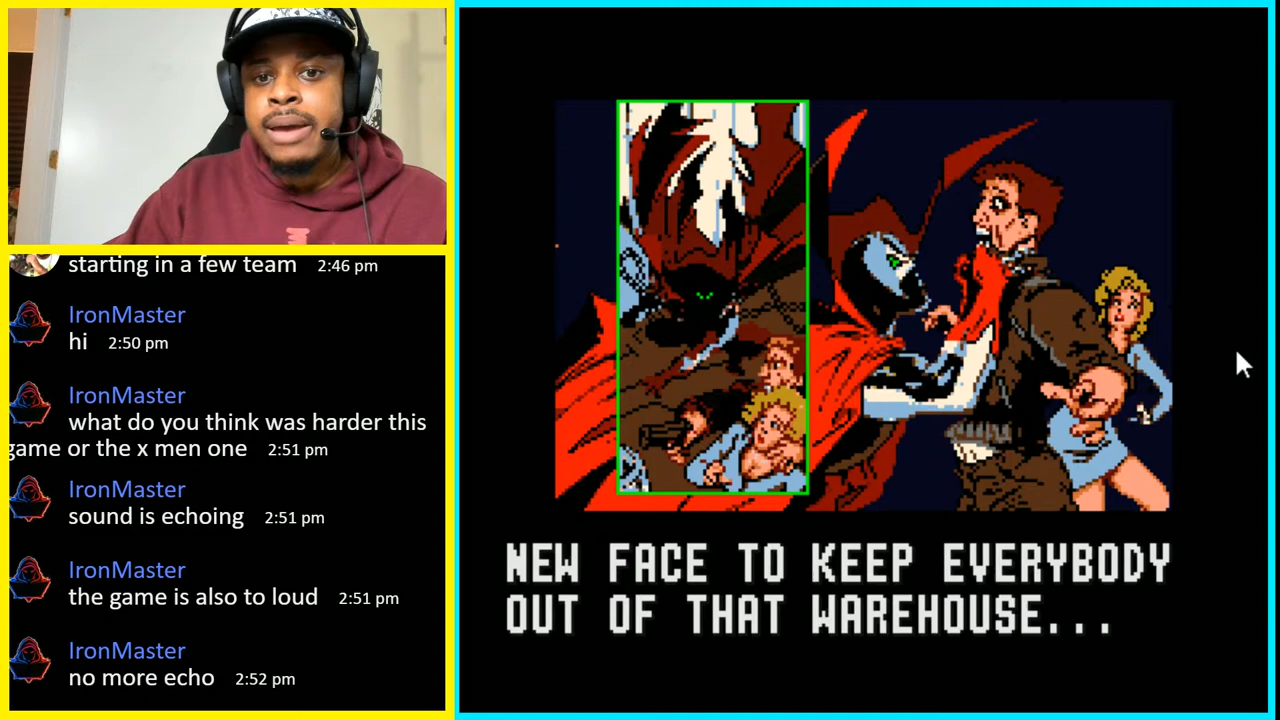 starting in a few team 2:46 pm
IronMaster
hi 2:50 pm
IronMaster
what do you think was harder this
game or the x men one 2:51 pm
IronMaster
sound is echoing 2:51 pm
IronMaster
the game is also to loud 2:51 pm
IronMaster
no more echo 2:52 pm
NEW FACE TO KEEP EVERYBODY
OUT OF THAT WAREHOUSE...